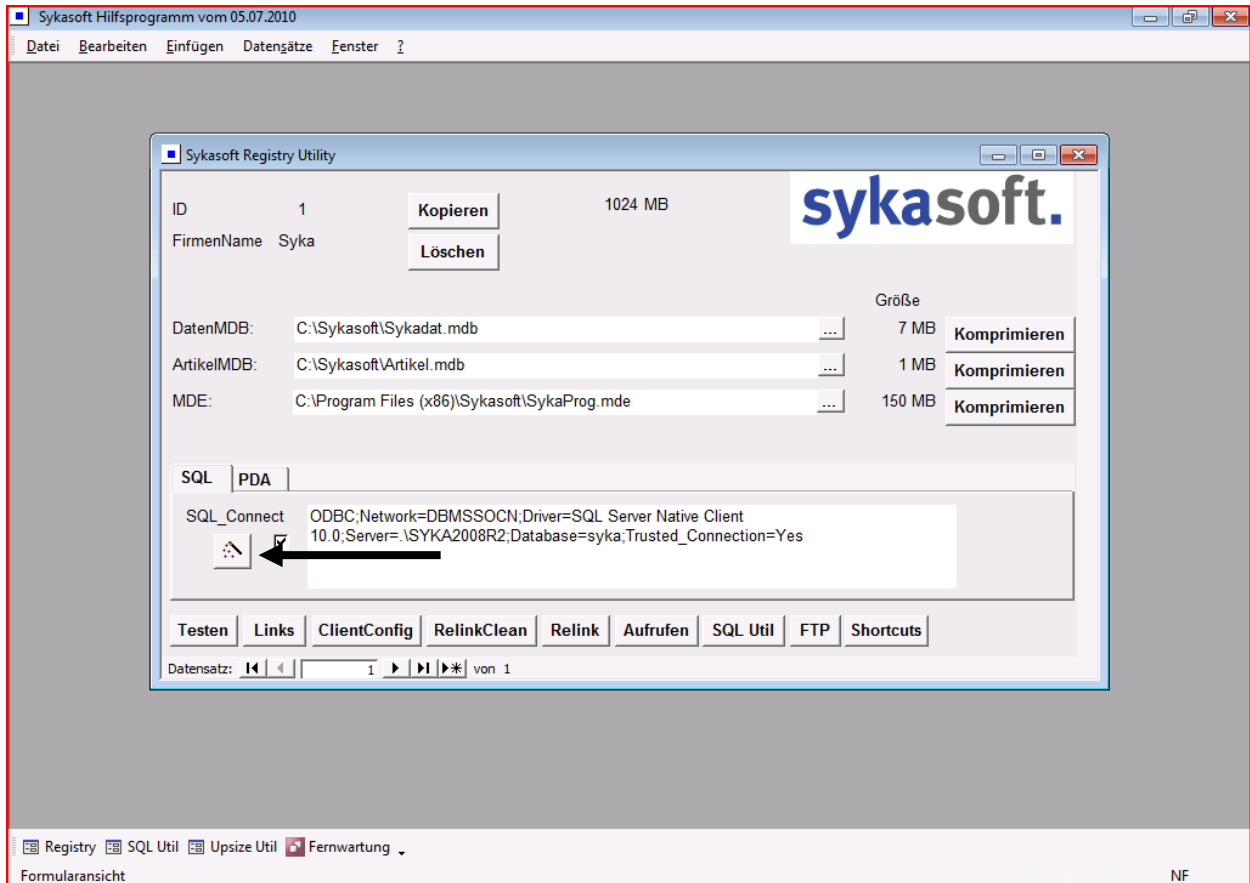 Sykasoft Hilfsprogramm vom 05.07.2010
Datei Bearbeiten Einfügen Datensätze Fenster ?
Sykasoft Registry Utility
sykasoft.
ID 1 Kopieren 1024 MB
FirmenName Syka
Löschen
Größe
DatenMDB: C:\Sykasoft\Sykadat.mdb ... 7 MB Komprimieren
ArtikelMDB: C:\Sykasoft\Artikel.mdb ... 1 MB Komprimieren
MDE: C:\Program Files (x86)\Sykasoft\SykaProg.mde ... 150 MB Komprimieren
SQL PDA
SQL_Connect ODBC;Network=DBMSSOCN;Driver=SQL Server Native Client
10.0;Server=.\SYKA2008R2;Database=syka;Trusted_Connection=Yes
Testen Links ClientConfig RelinkClean Relink Aufrufen SQL Util FTP Shortcuts
Datensatz: 1 von 1
Registry SQL Util Upsize Util Fernwartung
Formularansicht NF